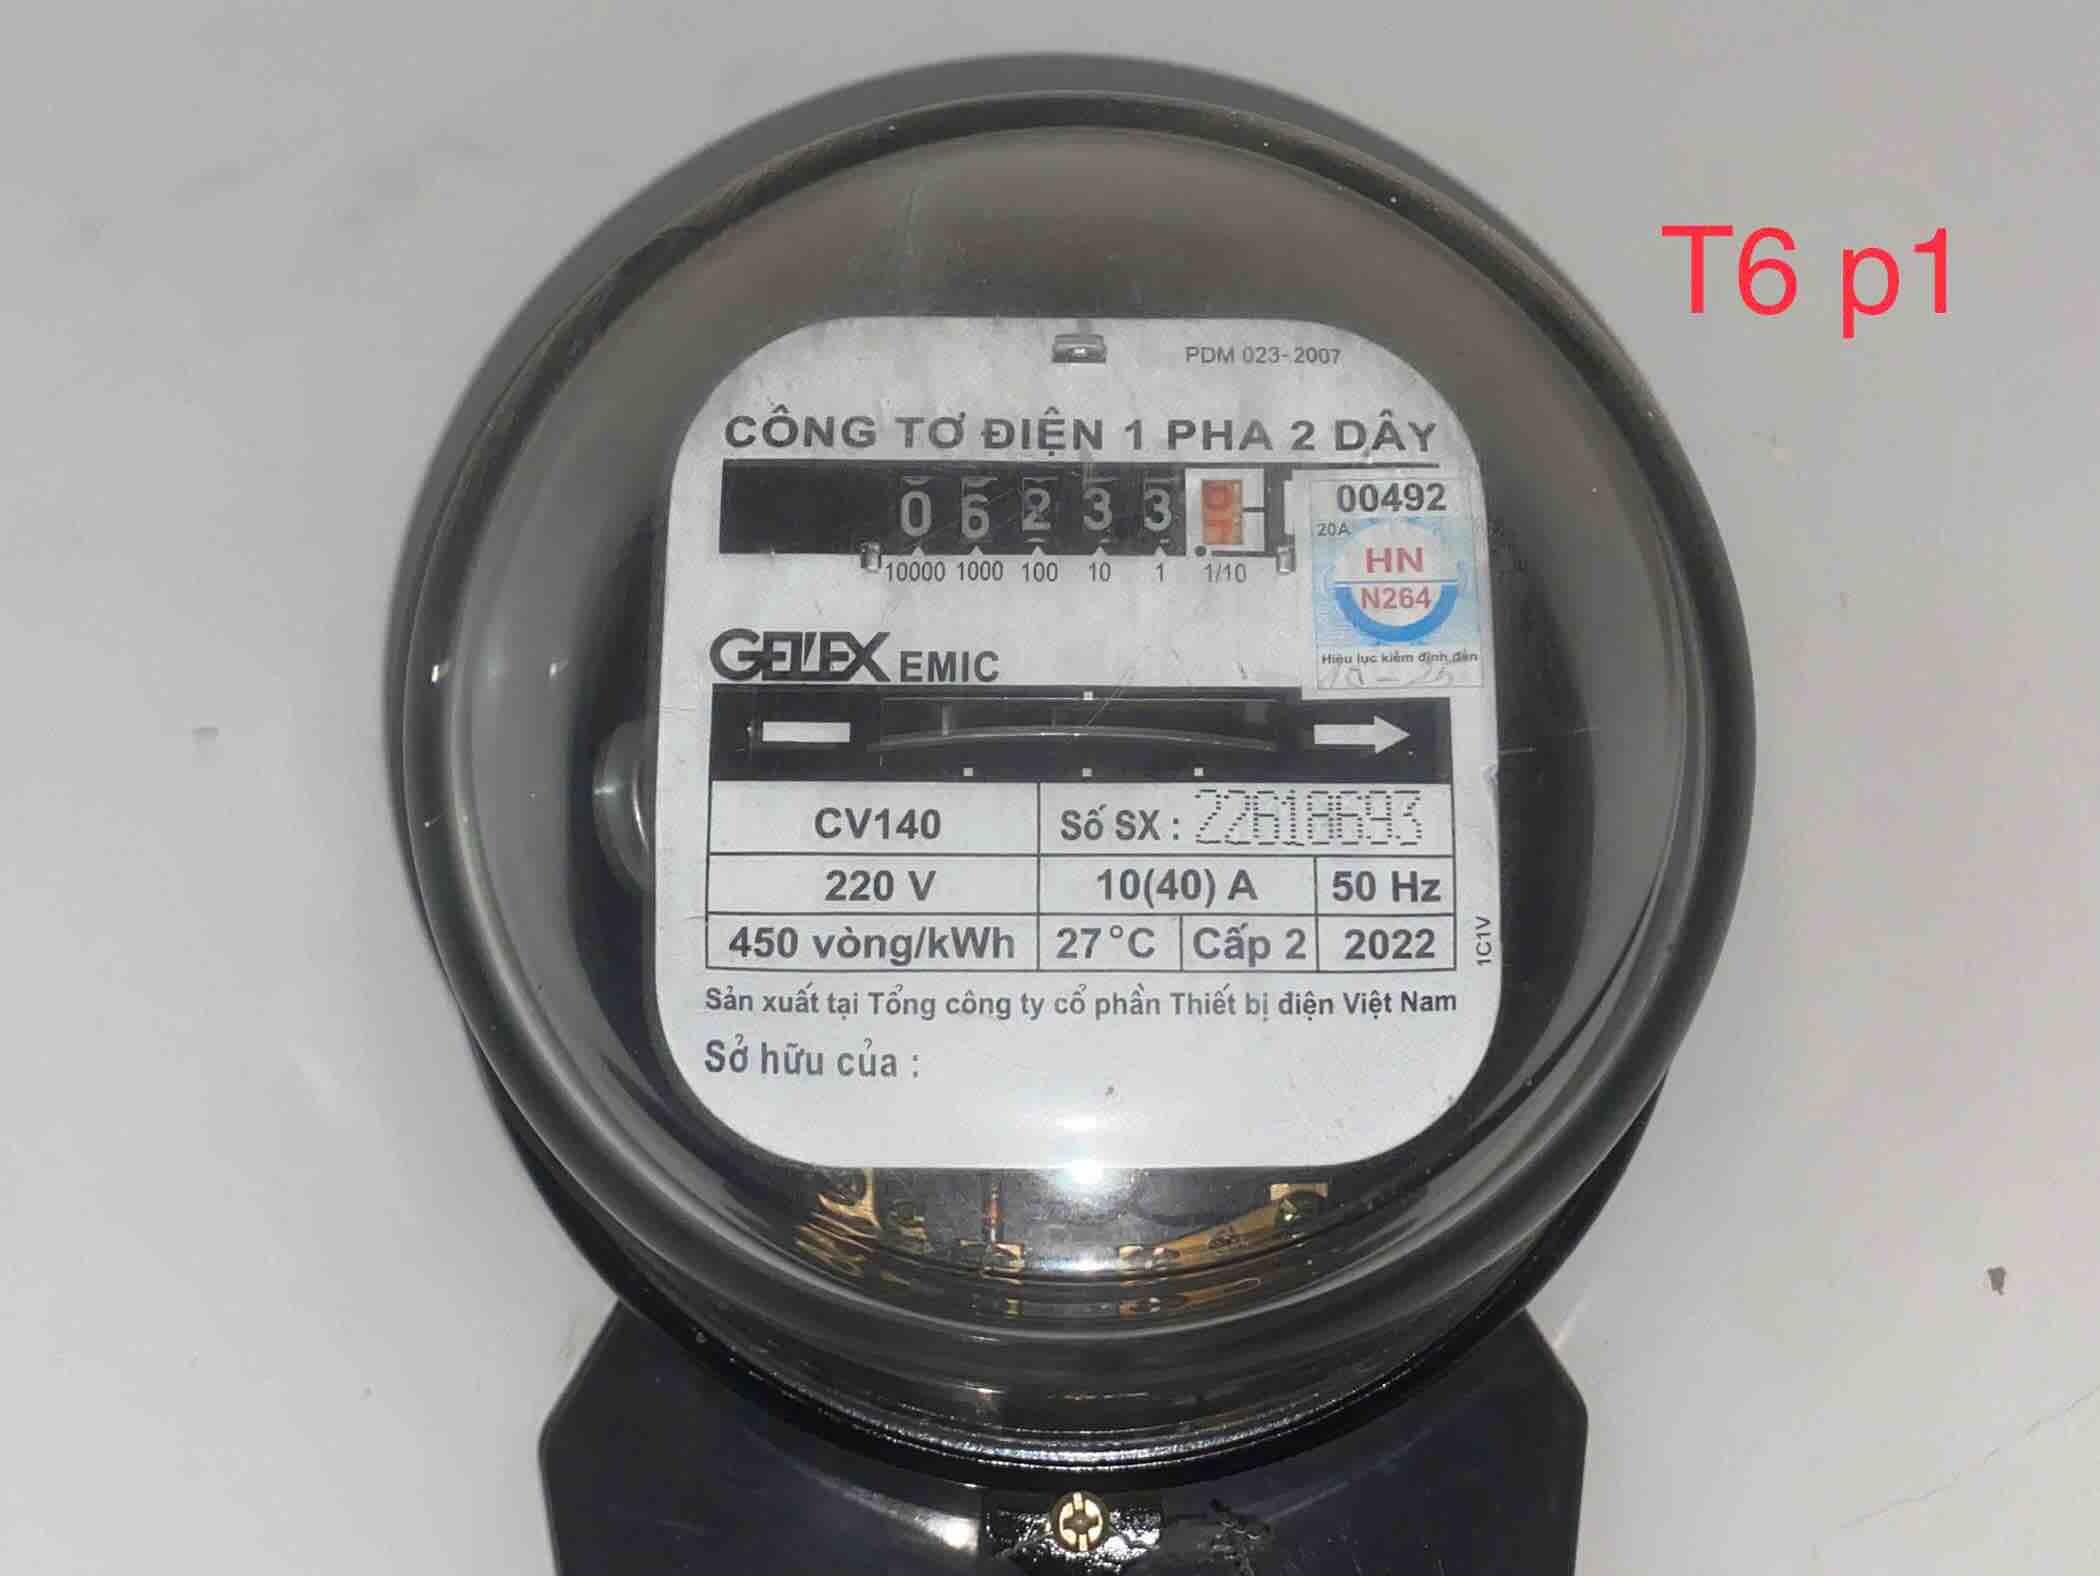 T6 p1
PDM 023-2007
CÔNG TƠ ĐIỆN 1 PHA 2 DÂY
0 6 2 3 3
00492
20A
HN
N264
10000 1000 100 10 1 1/10
Hiệu lực kiểm định đến
GELEX EMIC
CV140 Số SX : 22618693
220 V 10(40) A 50 Hz
450 vòng/kWh 27°C Cấp 2 2022
1C1V
Sản xuất tại Tổng công ty cổ phần Thiết bị điện Việt Nam
Sở hữu của :